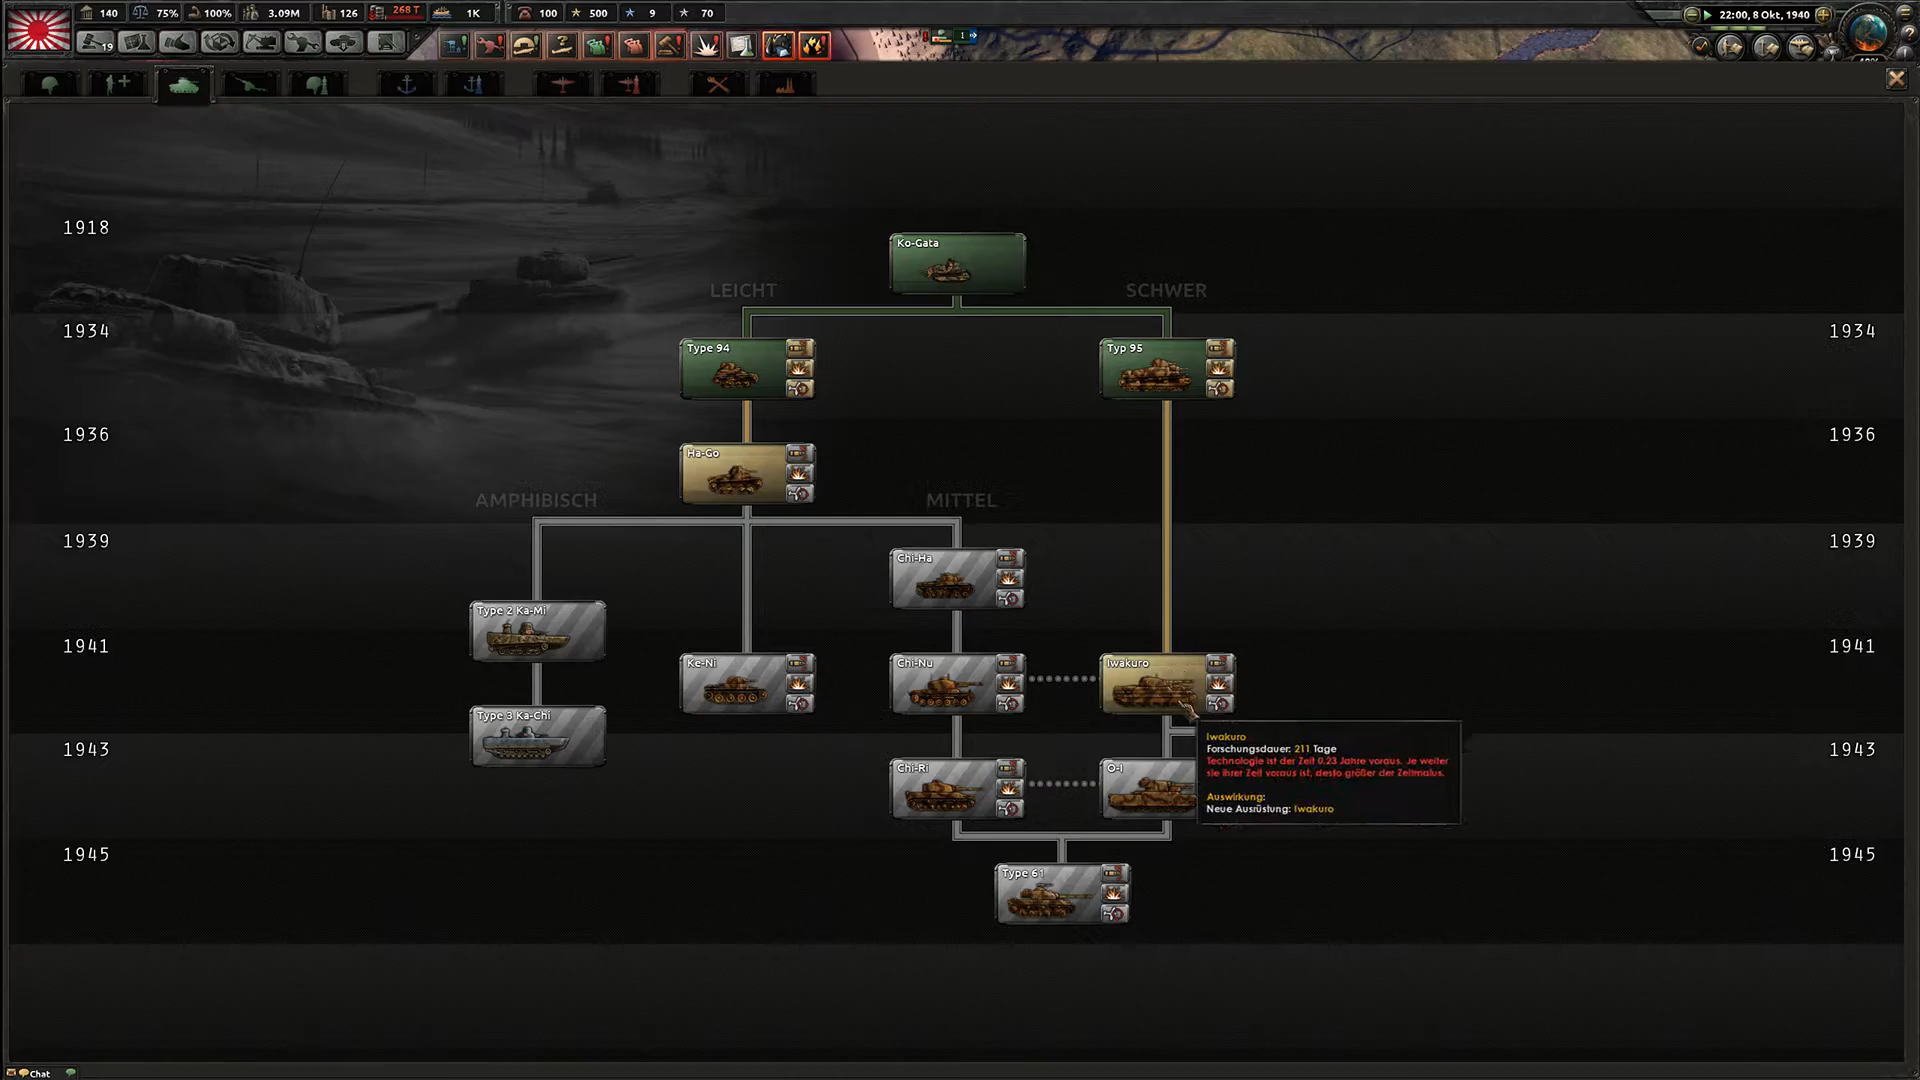 140 75% 100% 3.09M 126 268 T 1K 100 500 9 70 22:00, 8 Okt, 1940
19 1
1918
Ko-Gata
LEICHT SCHWER
1934 1934
Type 94 Typ 95
1936 1936
Ha-Go
AMPHIBISCH MITTEL
1939 1939
Chi-Ha
Type 2 Ka-Mi
1941 1941
Ke-Ni Chi-Nu Iwakuro
Type 3 Ka-Chi
1943 1943
Iwakuro
Forschungsdauer: 211 Tage
Technologie ist der Zeit 0,23 Jahre voraus. Je weiter
sie ihrer Zeit voraus ist, desto größer der Zeitmalus.
Chi-Ri O-I
Auswirkung:
Neue Ausrüstung: Iwakuro
1945 1945
Type 61
Chat